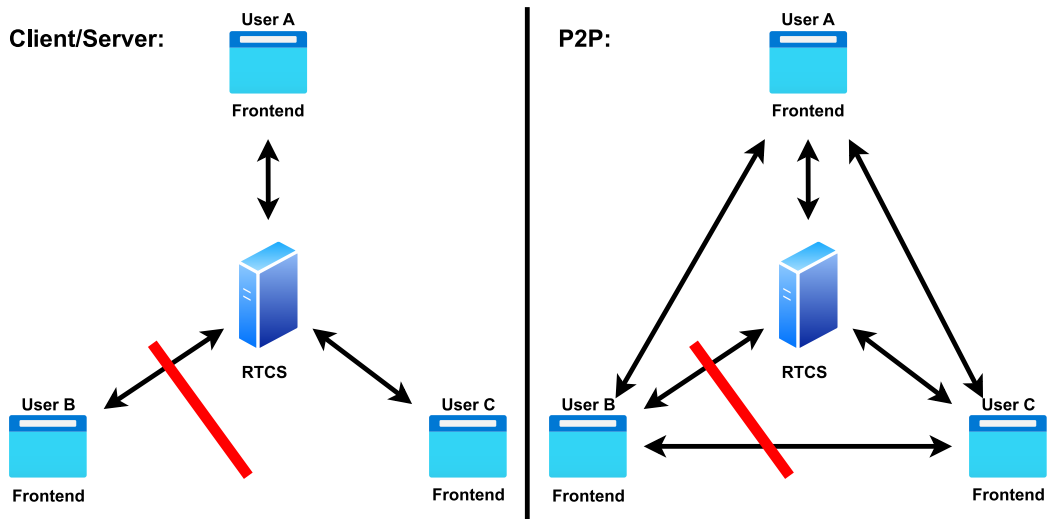 Client/Server:
User A
Frontend
RTCS
User B
Frontend
User C
Frontend
P2P:
User A
Frontend
RTCS
User B
Frontend
User C
Frontend